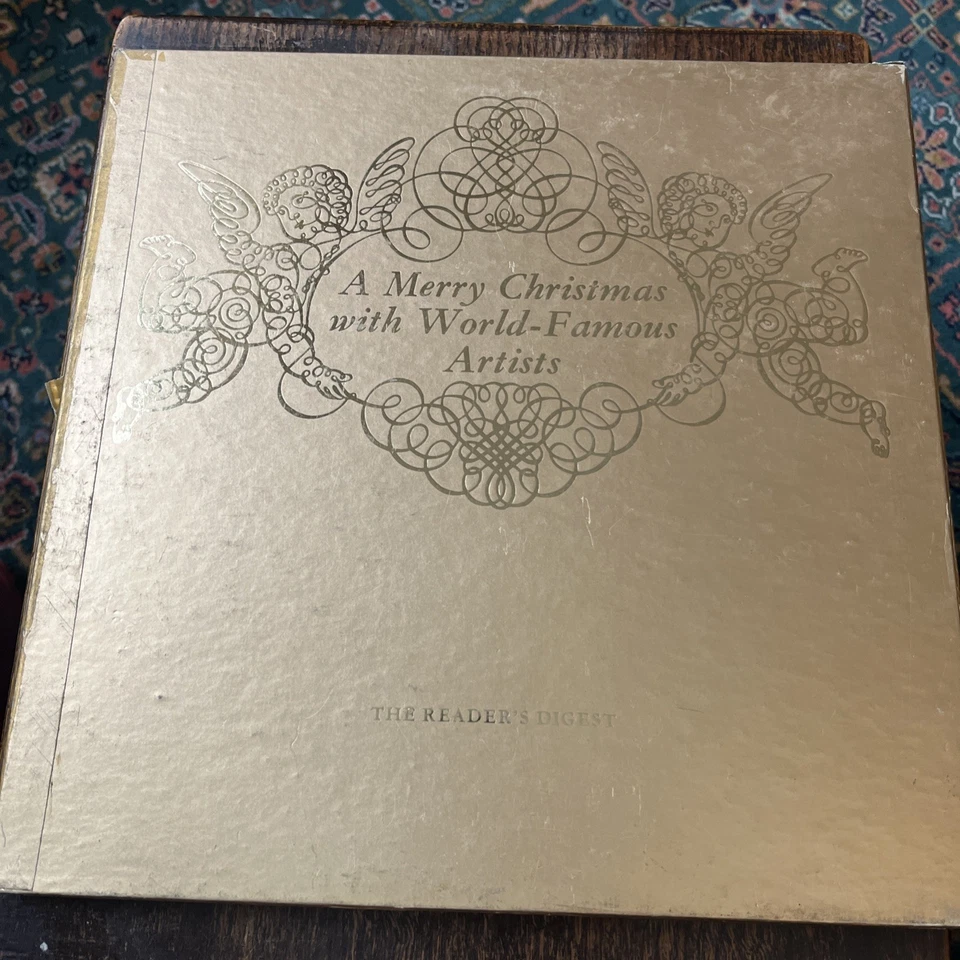 A Merry Christmas
with World-Famous
Artists
THE READER'S DIGEST